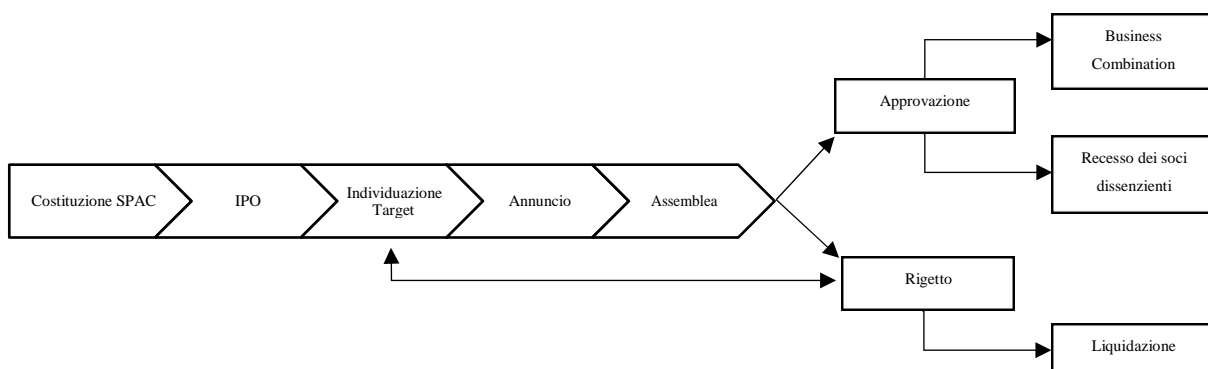 Business
Combination
Approvazione
Recesso dei soci
dissenzienti
Costituzione SPAC
IPO
Individuazione
Target
Annuncio
Assemblea
Rigetto
Liquidazione